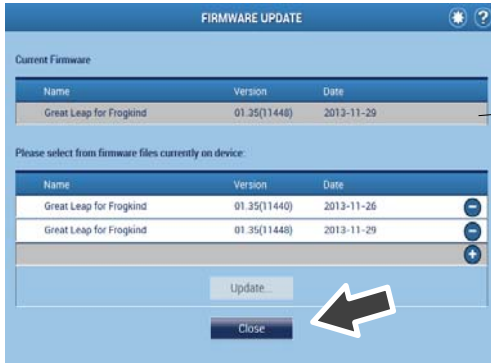 FIRMWARE UPDATE
?
Current Firmware
Name Version Date
Great Leap for Frogkind 01.35(11448) 2013-11-29
Please select from firmware files currently on device:
Name Version Date
Great Leap for Frogkind 01.35(11440) 2013-11-26
Great Leap for Frogkind 01.35(11448) 2013-11-29
Update...
Close